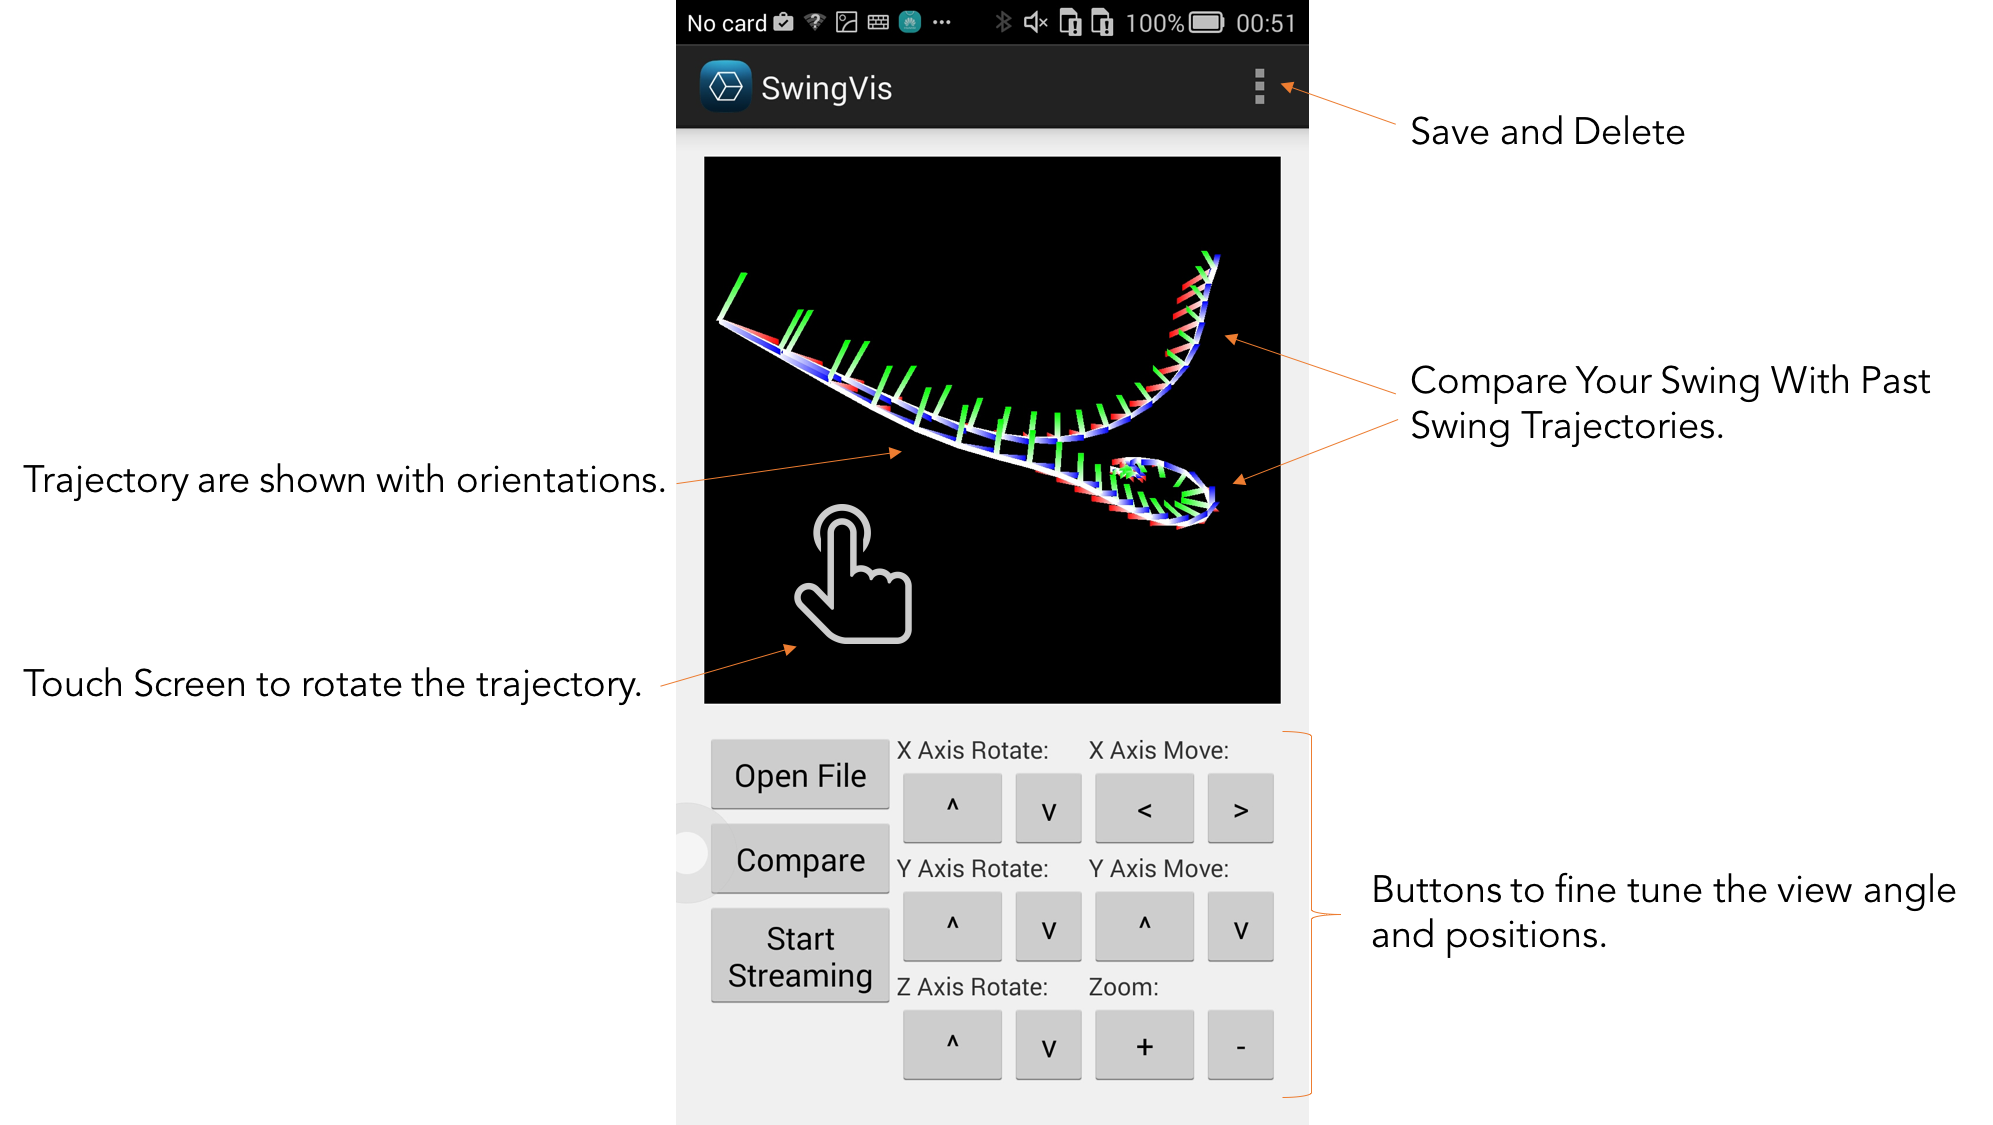 No card
100%
00:51
SwingVis
Save and Delete
Compare Your Swing With Past
Swing Trajectories.
Trajectory are shown with orientations.
Touch Screen to rotate the trajectory.
Open File
Compare
Start
Streaming
X Axis Rotate:
^ v
X Axis Move:
< >
Y Axis Rotate:
^ v
Y Axis Move:
^ v
Z Axis Rotate:
^ v
Zoom:
+ -
Buttons to fine tune the view angle
and positions.